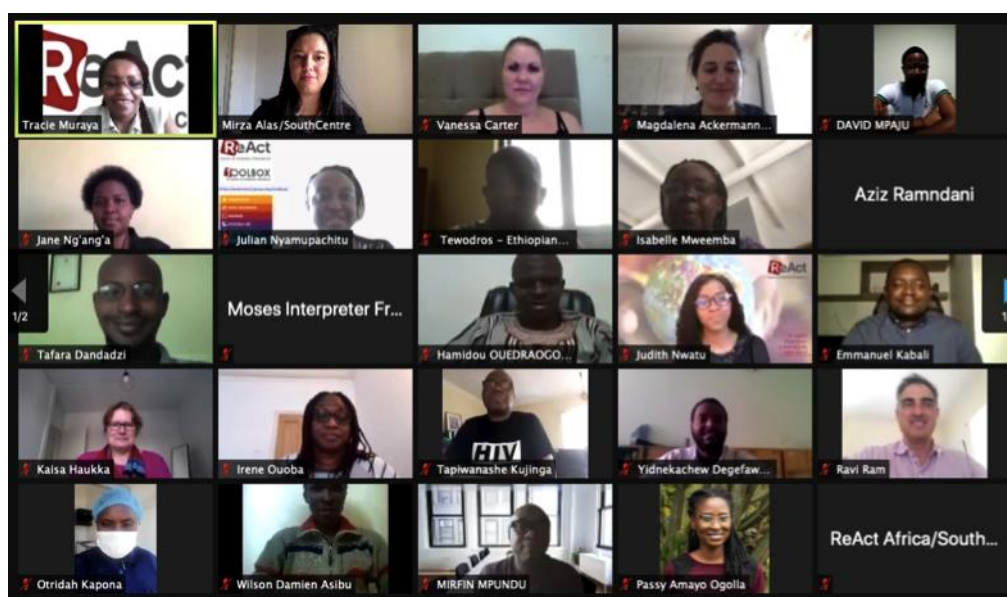 ReAct
Tracie Muraya
Mirza Alas/SouthCentre
Vanessa Carter
Magdalena Ackermann...
DAVID MPAJU
Jane Ng'ang'a
ReAct
TOOLBOX
Julian Nyamupachitu
Tewodros – Ethiopian...
Isabelle Mweemba
Aziz Ramndani
1/2
Tafara Dandadzi
Moses Interpreter Fr...
Hamidou OUEDRAOGO...
ReAct
Judith Nwatu
Emmanuel Kabali
Kaisa Haukka
Irene Ouoba
HIV
Tapiwanashe Kujinga
Yidnekachew Degefaw...
Ravi Ram
Otridah Kapona
Wilson Damien Asibu
MIRFIN MPUNDU
Passy Amayo Ogolla
ReAct Africa/South...